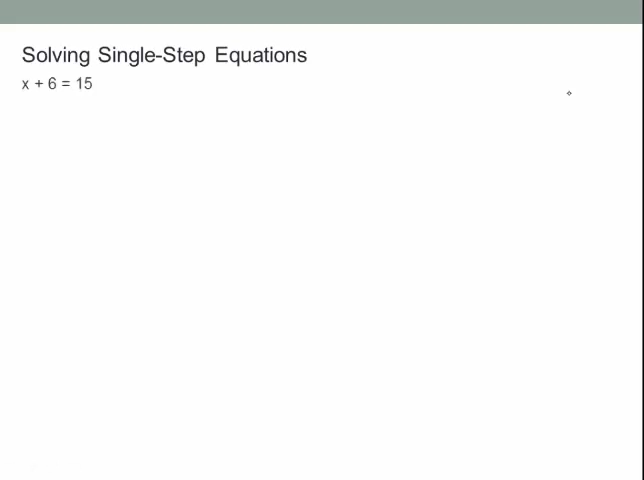 Solving Single-Step Equations
x + 6 = 15